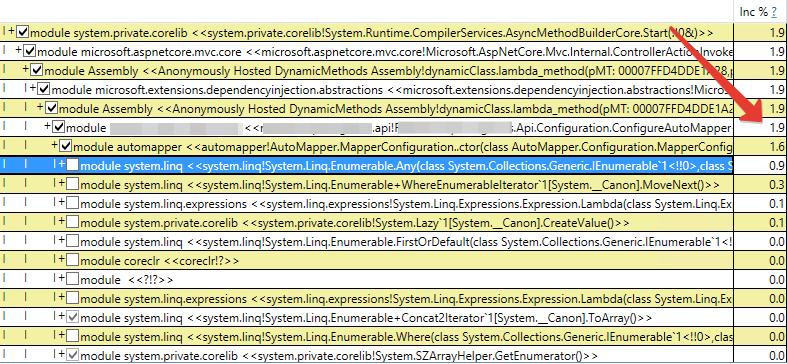 Inc % ?
module system.private.corelib <<system.private.corelib!System.Runtime.CompilerServices.AsyncMethodBuilderCore.Start(!!0&)>> 1.9
module microsoft.aspnetcore.mvc.core <<microsoft.aspnetcore.mvc.core!Microsoft.AspNetCore.Mvc.Internal.ControllerActionInvoke 1.9
module Assembly <<Anonymously Hosted DynamicMethods Assembly!dynamicClass.lambda_method(pMT: 00007FFD4DDE1A28,p 1.9
module microsoft.extensions.dependencyinjection.abstractions <<microsoft.extensions.dependencyinjection.abstractions!Micros 1.9
module Assembly <<Anonymously Hosted DynamicMethods Assembly!dynamicClass.lambda_method(pMT: 00007FFD4DDE1A2 1.9
module .api! s.Api.Configuration.ConfigureAutoMapper 1.9
module automapper <<automapper!AutoMapper.MapperConfiguration..ctor(class AutoMapper.Configuration.MapperConfig 1.6
module system.linq <<system.linq!System.Linq.Enumerable.Any(class System.Collections.Generic.IEnumerable`1<!!0>,class S 0.9
module system.linq <<system.linq!System.Linq.Enumerable+WhereEnumerableIterator`1[System.__Canon].MoveNext()>> 0.3
module system.linq.expressions <<system.linq.expressions!System.Linq.Expressions.Expression.Lambda(class System.Linq.Ex 0.1
module system.private.corelib <<system.private.corelib!System.Lazy`1[System.__Canon].CreateValue()>> 0.1
module system.linq <<system.linq!System.Linq.Enumerable.FirstOrDefault(class System.Collections.Generic.IEnumerable`1<! 0.0
module coreclr <<coreclr!?>> 0.0
module <<?!?>> 0.0
module system.linq.expressions <<system.linq.expressions!System.Linq.Expressions.Expression.Lambda(class System.Linq.Ex 0.0
module system.linq <<system.linq!System.Linq.Enumerable+Concat2Iterator`1[System.__Canon].ToArray()>> 0.0
module system.linq <<system.linq!System.Linq.Enumerable.Where(class System.Collections.Generic.IEnumerable`1<!!0>,clas 0.0
module system.private.corelib <<system.private.corelib!System.SZArrayHelper.GetEnumerator()>> 0.0